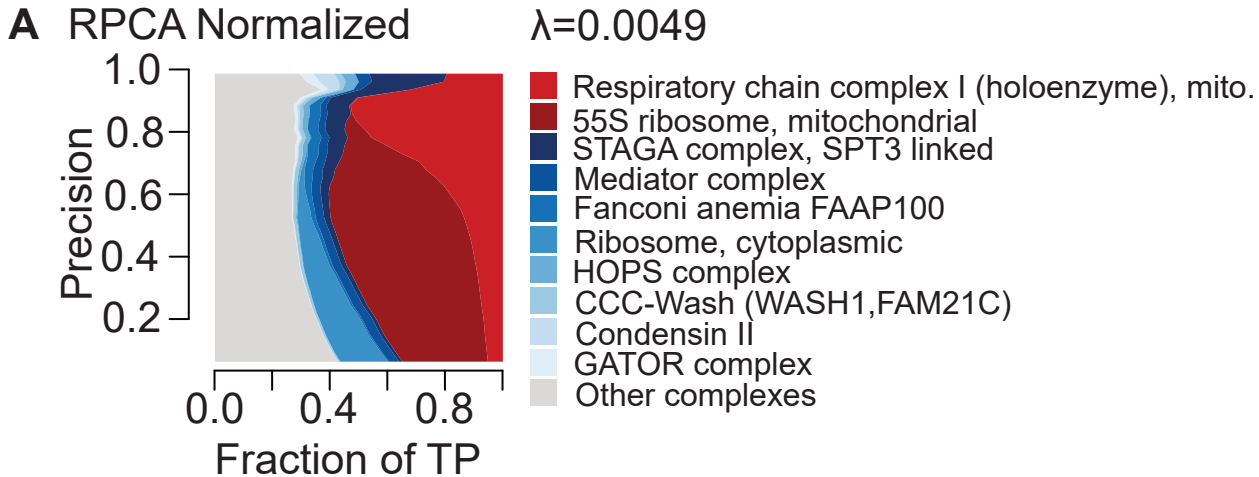 A RPCA Normalized λ=0.0049
1.0
0.8
0.6
0.4
0.2
Precision
0.0 0.4 0.8
Fraction of TP
Respiratory chain complex I (holoenzyme), mito.
55S ribosome, mitochondrial
STAGA complex, SPT3 linked
Mediator complex
Fanconi anemia FAAP100
Ribosome, cytoplasmic
HOPS complex
CCC-Wash (WASH1,FAM21C)
Condensin II
GATOR complex
Other complexes